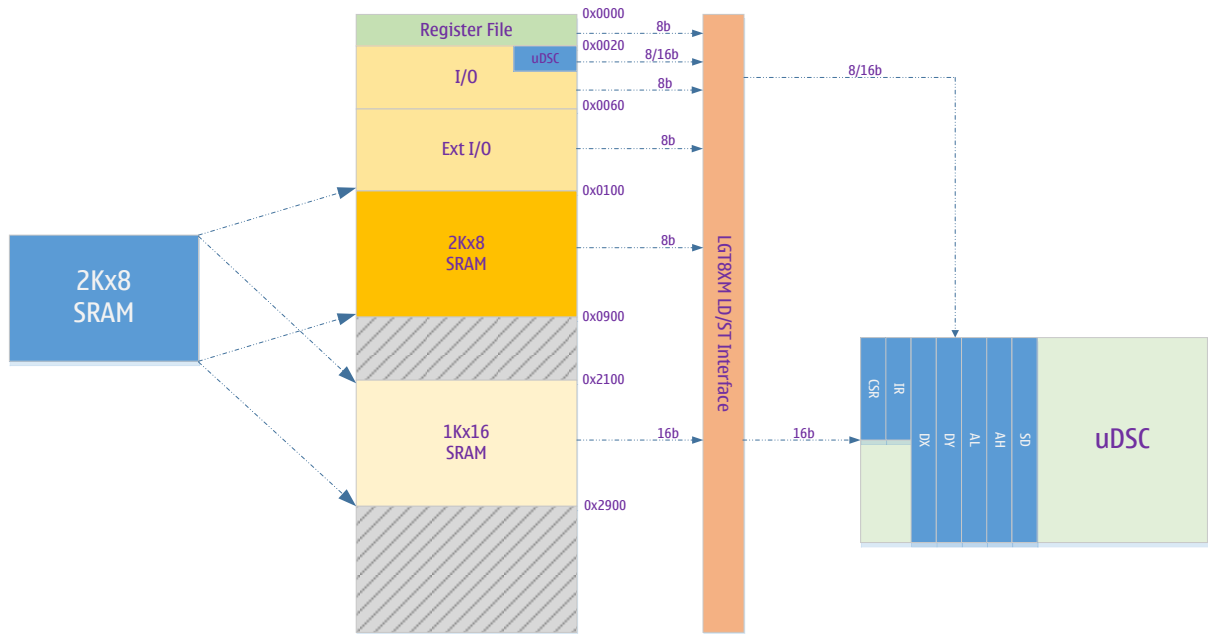 0x0000
Register File
8b
0x0020
uDSC
8/16b
I/O
8b
0x0060
Ext I/O
8b
0x0100
2Kx8
SRAM
8b
0x0900
0x2100
1Kx16
SRAM
16b
0x2900
2Kx8
SRAM
LGT8XM LD/ST Interface
8/16b
16b
CSR
IR
DX
DY
AL
AH
SD
uDSC